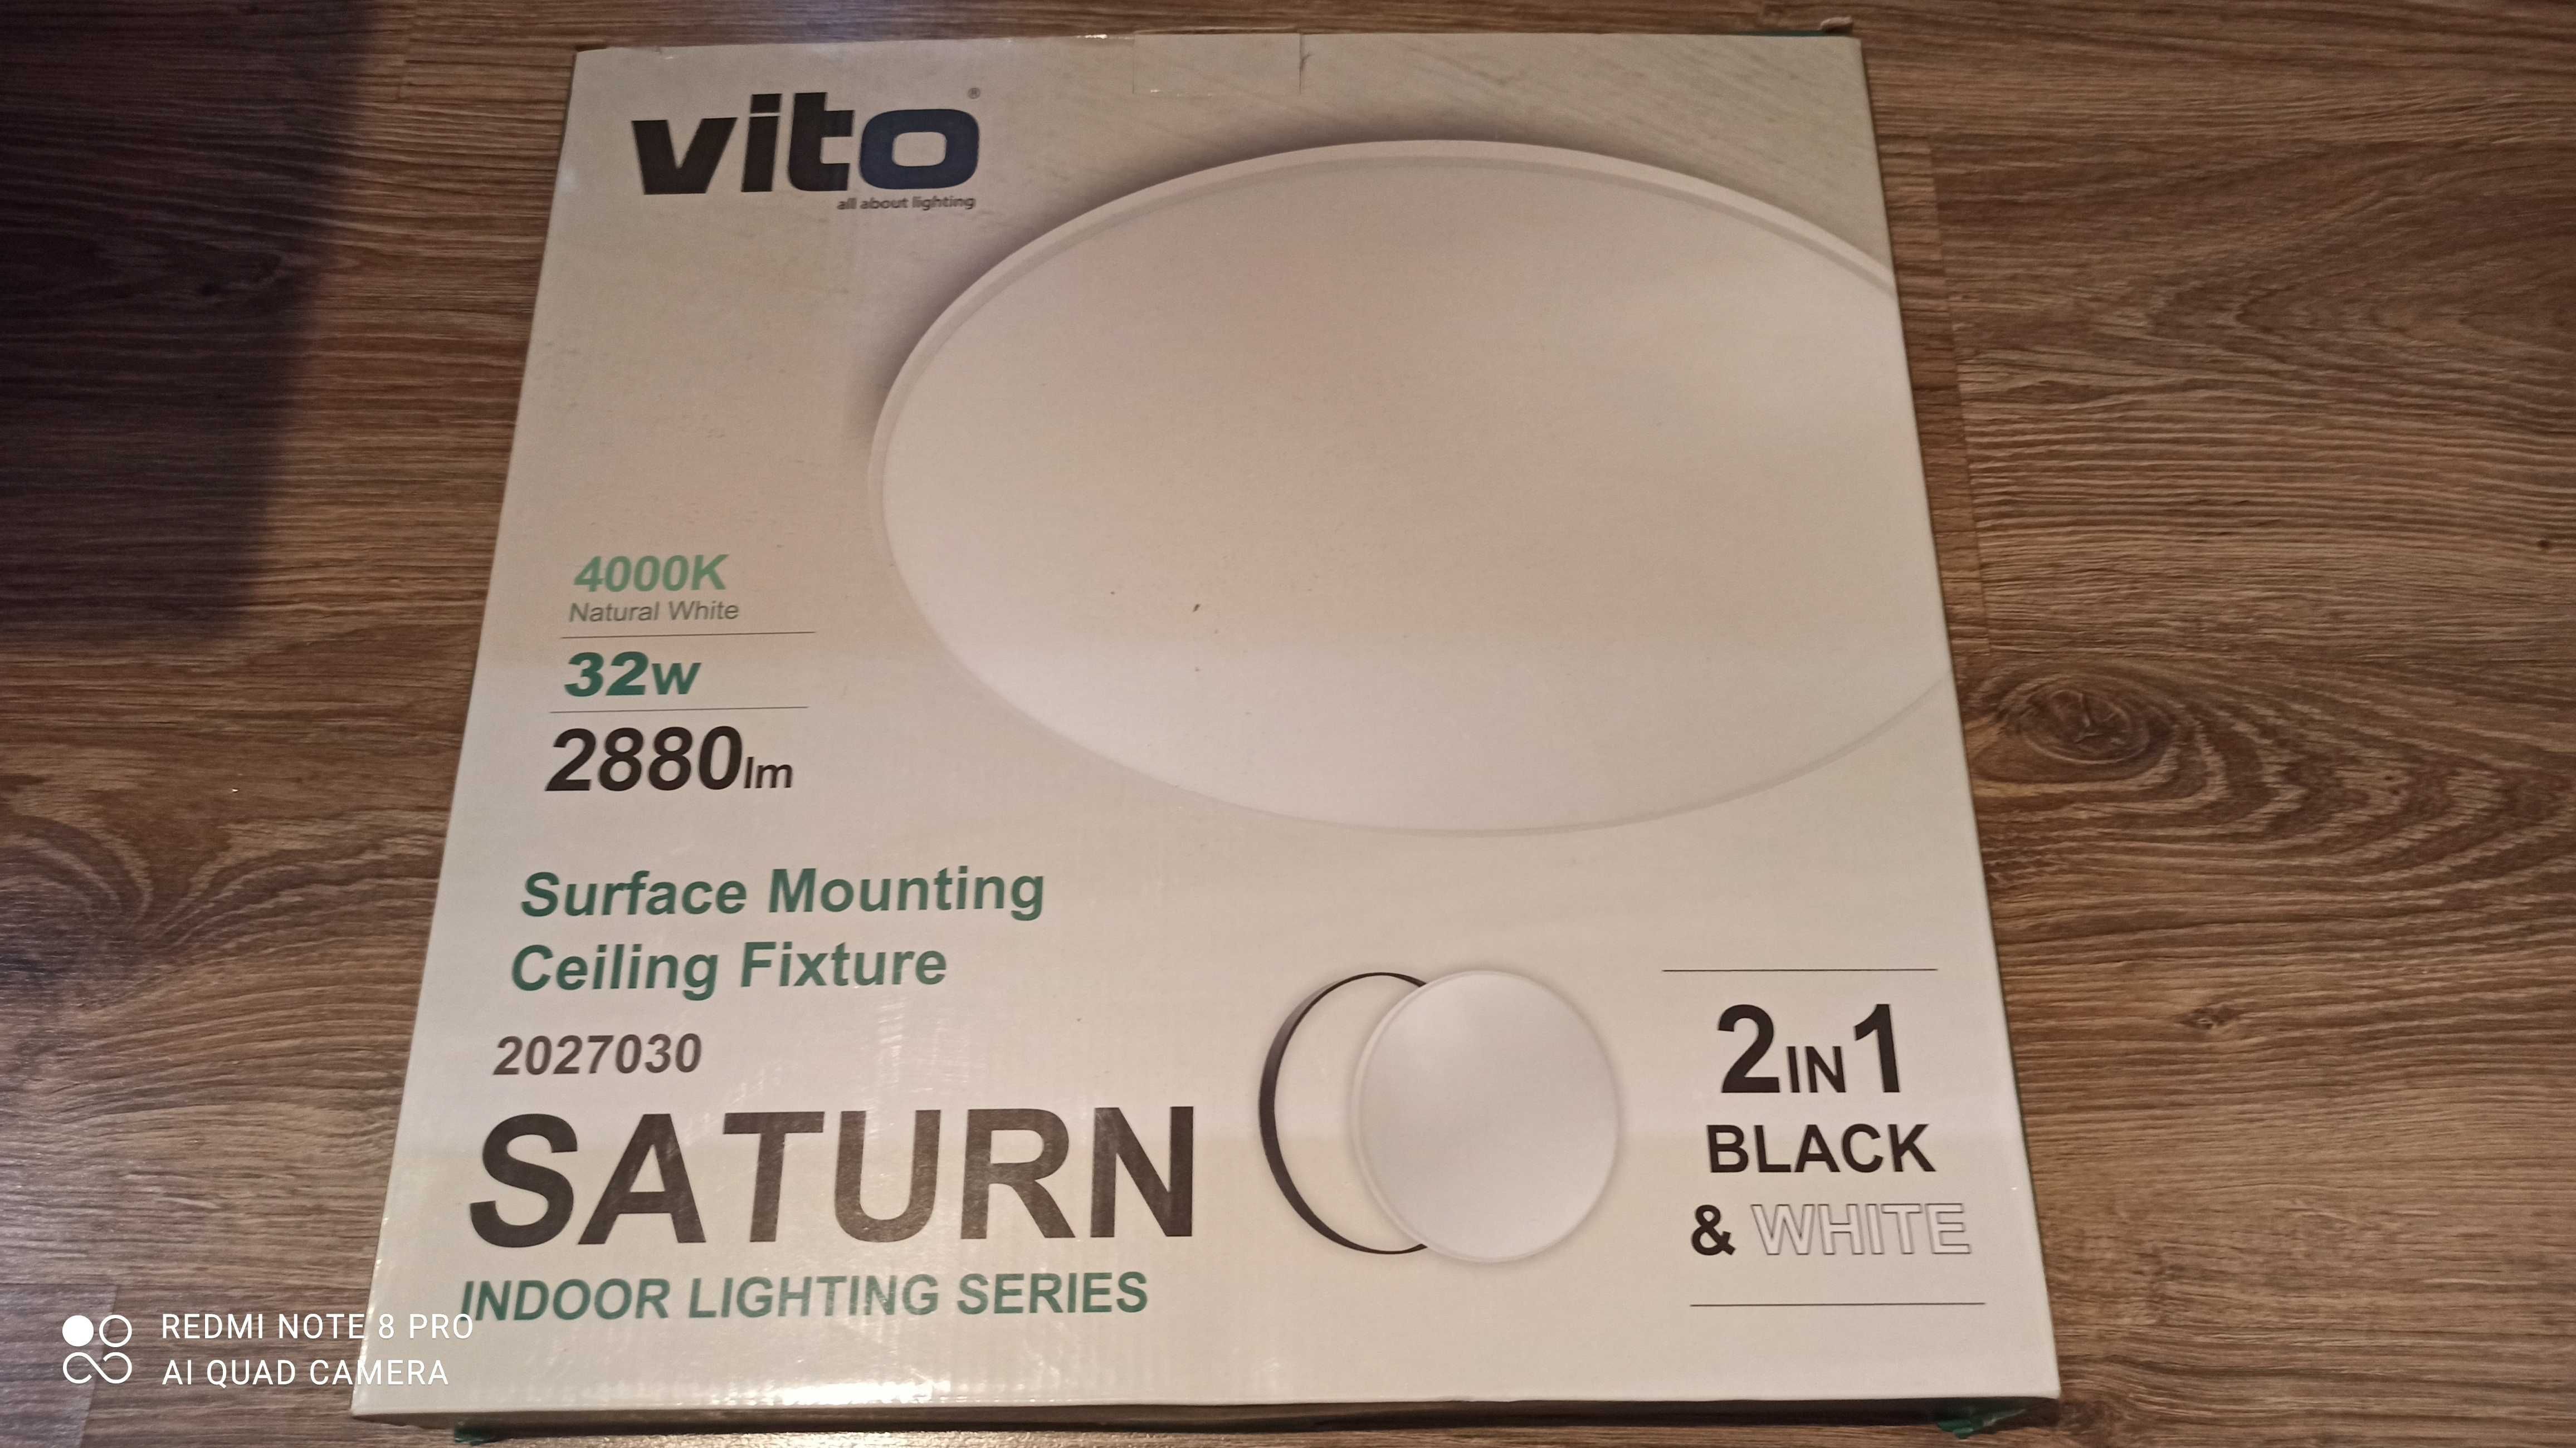 vito®
all about lighting
4000K
Natural White
32W
2880lm
Surface Mounting
Ceiling Fixture
2027030
SATURN
INDOOR LIGHTING SERIES
2IN1
BLACK
& WHITE
REDMI NOTE 8 PRO
AI QUAD CAMERA